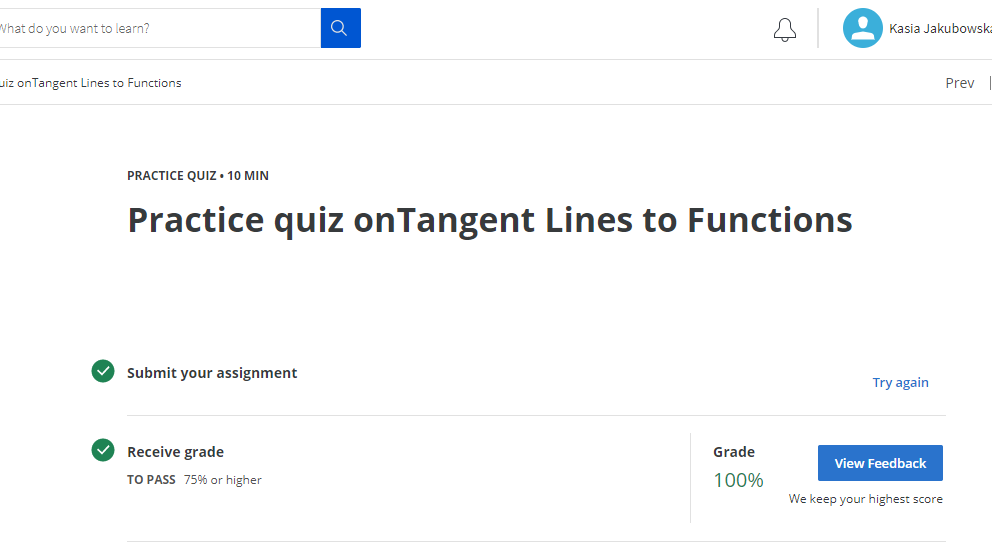 What do you want to learn?
Kasia Jakubowska
uiz onTangent Lines to Functions
Prev
PRACTICE QUIZ • 10 MIN
Practice quiz onTangent Lines to Functions
Submit your assignment
Try again
Receive grade
TO PASS 75% or higher
Grade
100%
View Feedback
We keep your highest score